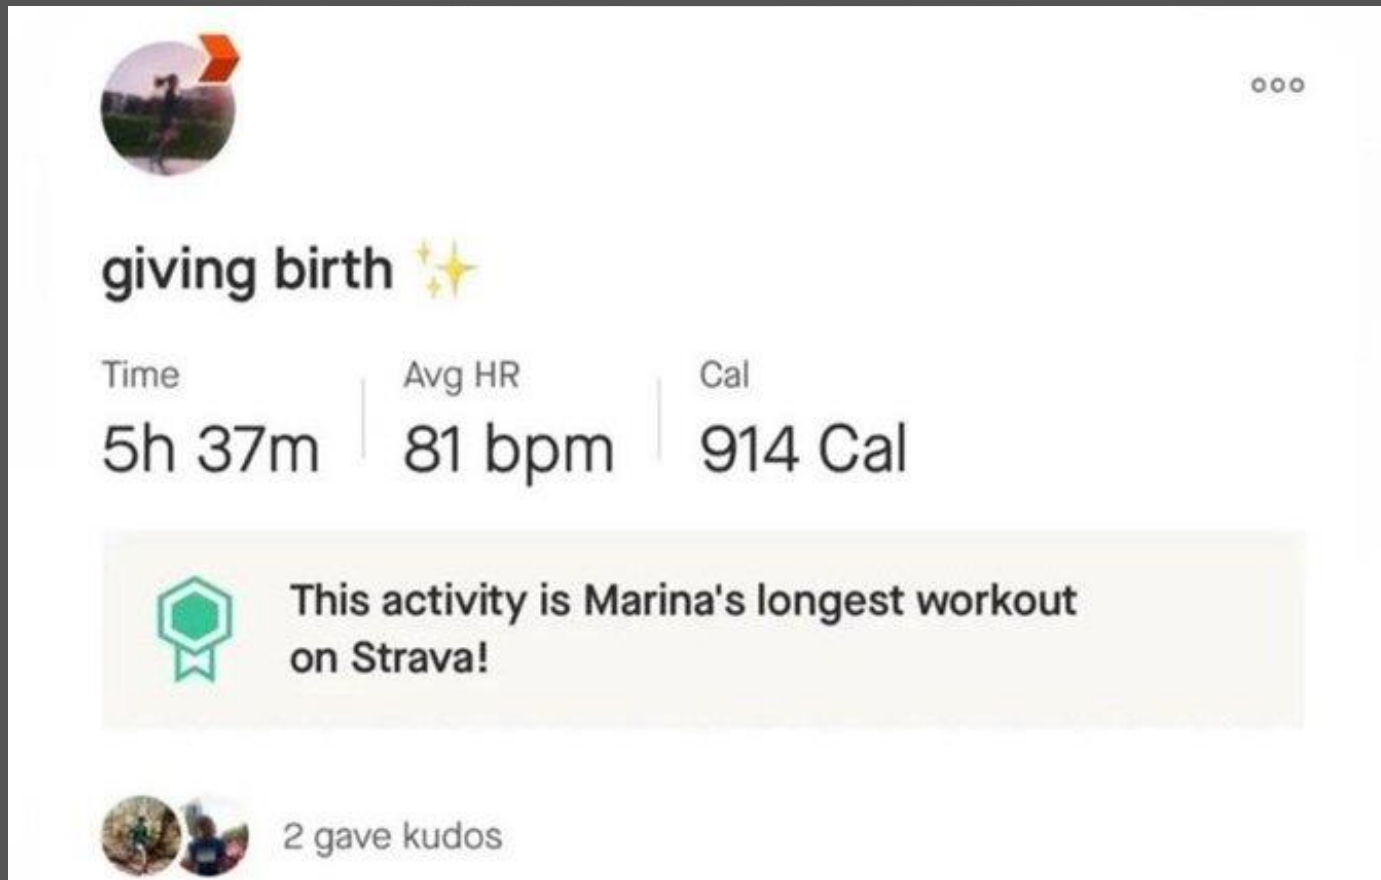 giving birth ✨
Time
Avg HR
Cal
5h 37m
81 bpm
914 Cal
This activity is Marina's longest workout
on Strava!
2 gave kudos